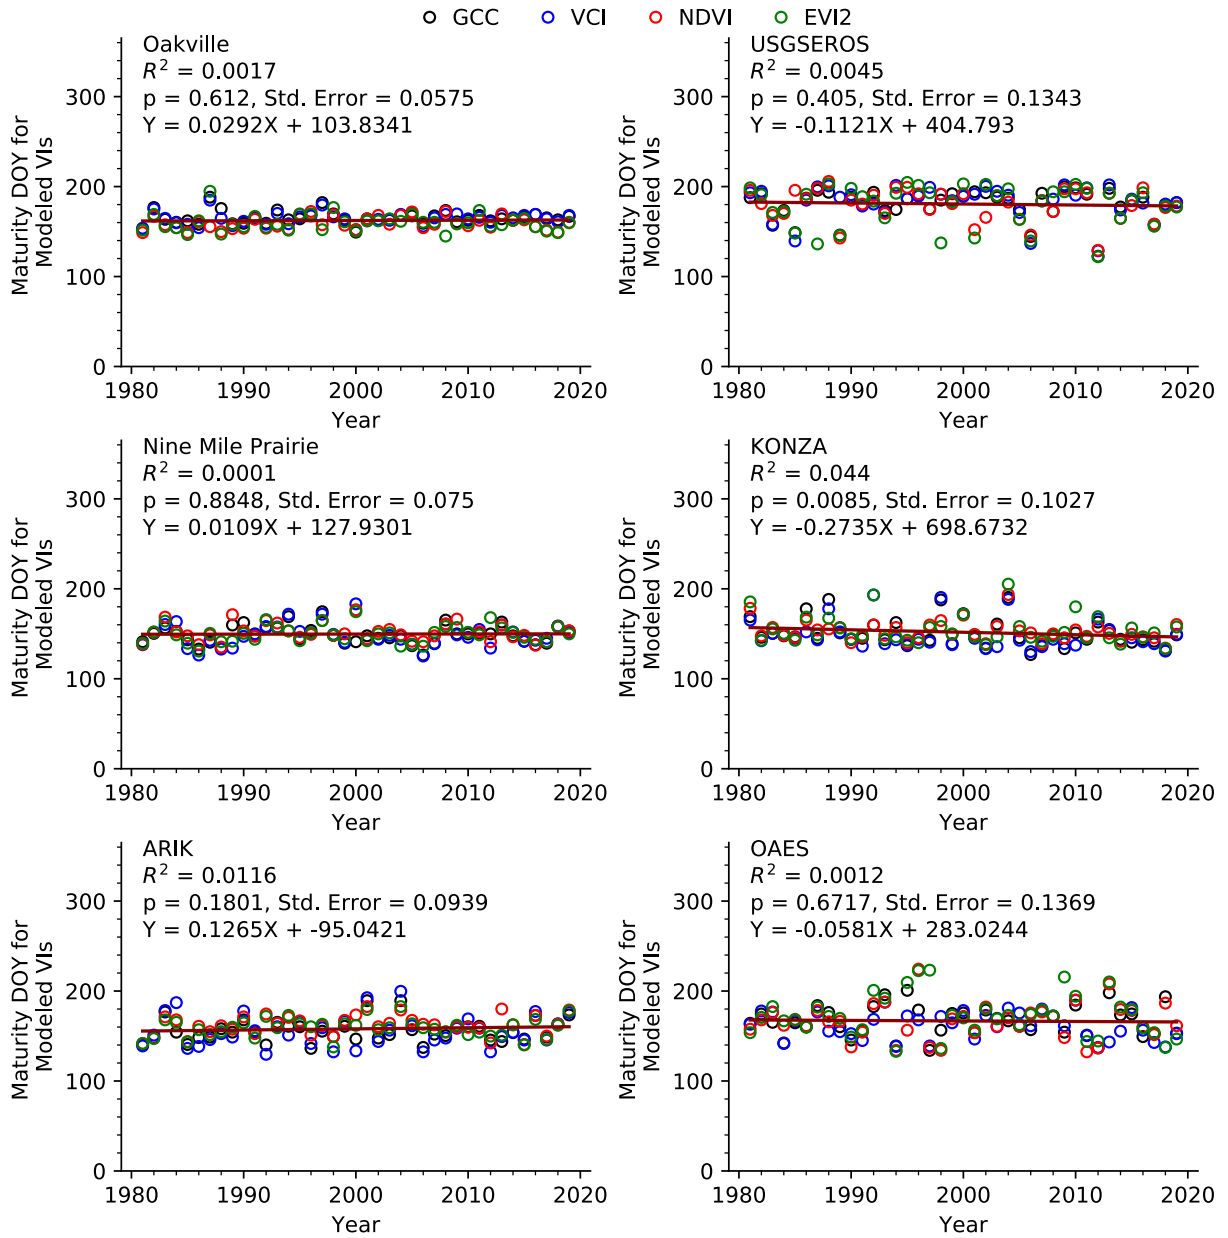 GCC VCI NDVI EVI2
Oakville
R² = 0.0017
p = 0.612, Std. Error = 0.0575
Y = 0.0292X + 103.8341
Maturity DOY for
Modeled VIs
300
200
100
0
1980 1990 2000 2010 2020
Year
USGSEROS
R² = 0.0045
p = 0.405, Std. Error = 0.1343
Y = -0.1121X + 404.793
Maturity DOY for
Modeled VIs
300
200
100
0
1980 1990 2000 2010 2020
Year
Nine Mile Prairie
R² = 0.0001
p = 0.8848, Std. Error = 0.075
Y = 0.0109X + 127.9301
Maturity DOY for
Modeled VIs
300
200
100
0
1980 1990 2000 2010 2020
Year
KONZA
R² = 0.044
p = 0.0085, Std. Error = 0.1027
Y = -0.2735X + 698.6732
Maturity DOY for
Modeled VIs
300
200
100
0
1980 1990 2000 2010 2020
Year
ARIK
R² = 0.0116
p = 0.1801, Std. Error = 0.0939
Y = 0.1265X + -95.0421
Maturity DOY for
Modeled VIs
300
200
100
0
1980 1990 2000 2010 2020
Year
OAES
R² = 0.0012
p = 0.6717, Std. Error = 0.1369
Y = -0.0581X + 283.0244
Maturity DOY for
Modeled VIs
300
200
100
0
1980 1990 2000 2010 2020
Year